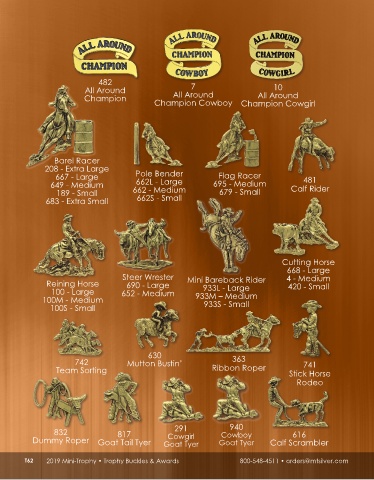 ALL AROUND
CHAMPION
ALL AROUND
CHAMPION
COWBOY
ALL AROUND
CHAMPION
COWGIRL
482
All Around
Champion
7
All Around
Champion Cowboy
10
All Around
Champion Cowgirl
Barrel Racer
208 - Extra Large
667 - Large
649 - Medium
189 - Small
683 - Extra Small
Pole Bender
662L - Large
662 - Medium
662S - Small
Flag Racer
695 - Medium
679 - Small
481
Calf Rider
Reining Horse
100 - Large
100M - Medium
100S - Small
Steer Wrester
690 - Large
652 - Medium
Mini Bareback Rider
933L - Large
933M – Medium
933S - Small
Cutting Horse
668 - Large
4 - Medium
420 - Small
742
Team Sorting
630
Mutton Bustin'
363
Ribbon Roper
741
Stick Horse
Rodeo
832
Dummy Roper
817
Goat Tail Tyer
291
Cowgirl
Goat Tyer
940
Cowboy
Goat Tyer
616
Calf Scrambler
T62 2019 Mini-Trophy • Trophy Buckles & Awards 800-548-4511 • orders@mtsilver.com